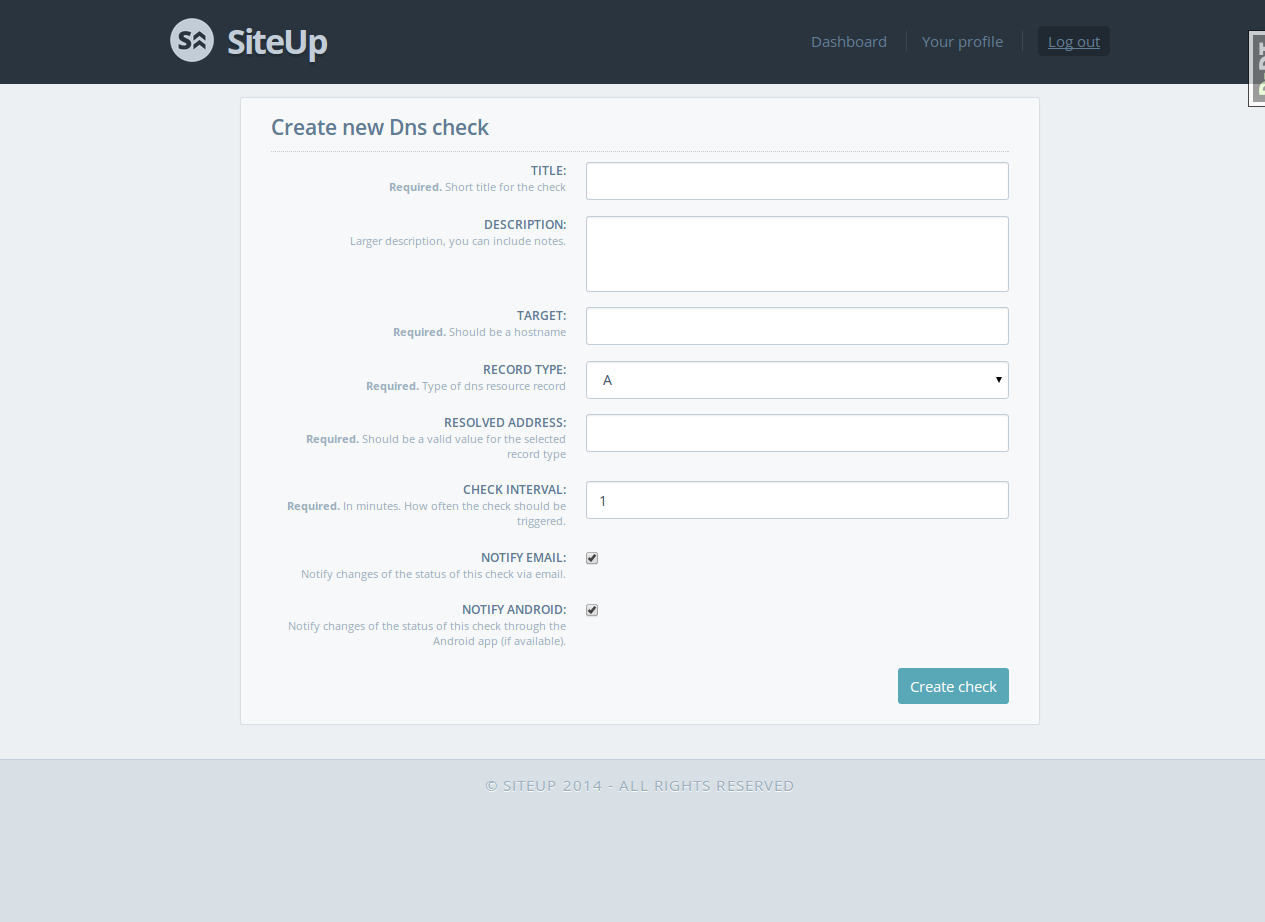 S
SiteUp
Dashboard
Your profile
Log out
Create new Dns check
TITLE:
Required. Short title for the check
DESCRIPTION:
Larger description, you can include notes.
TARGET:
Required. Should be a hostname
RECORD TYPE:
Required. Type of dns resource record
A
RESOLVED ADDRESS:
Required. Should be a valid value for the selected
record type
CHECK INTERVAL:
Required. In minutes. How often the check should be
triggered.
1
NOTIFY EMAIL:
Notify changes of the status of this check via email.
NOTIFY ANDROID:
Notify changes of the status of this check through the
Android app (if available).
Create check
© SITEUP 2014 - ALL RIGHTS RESERVED